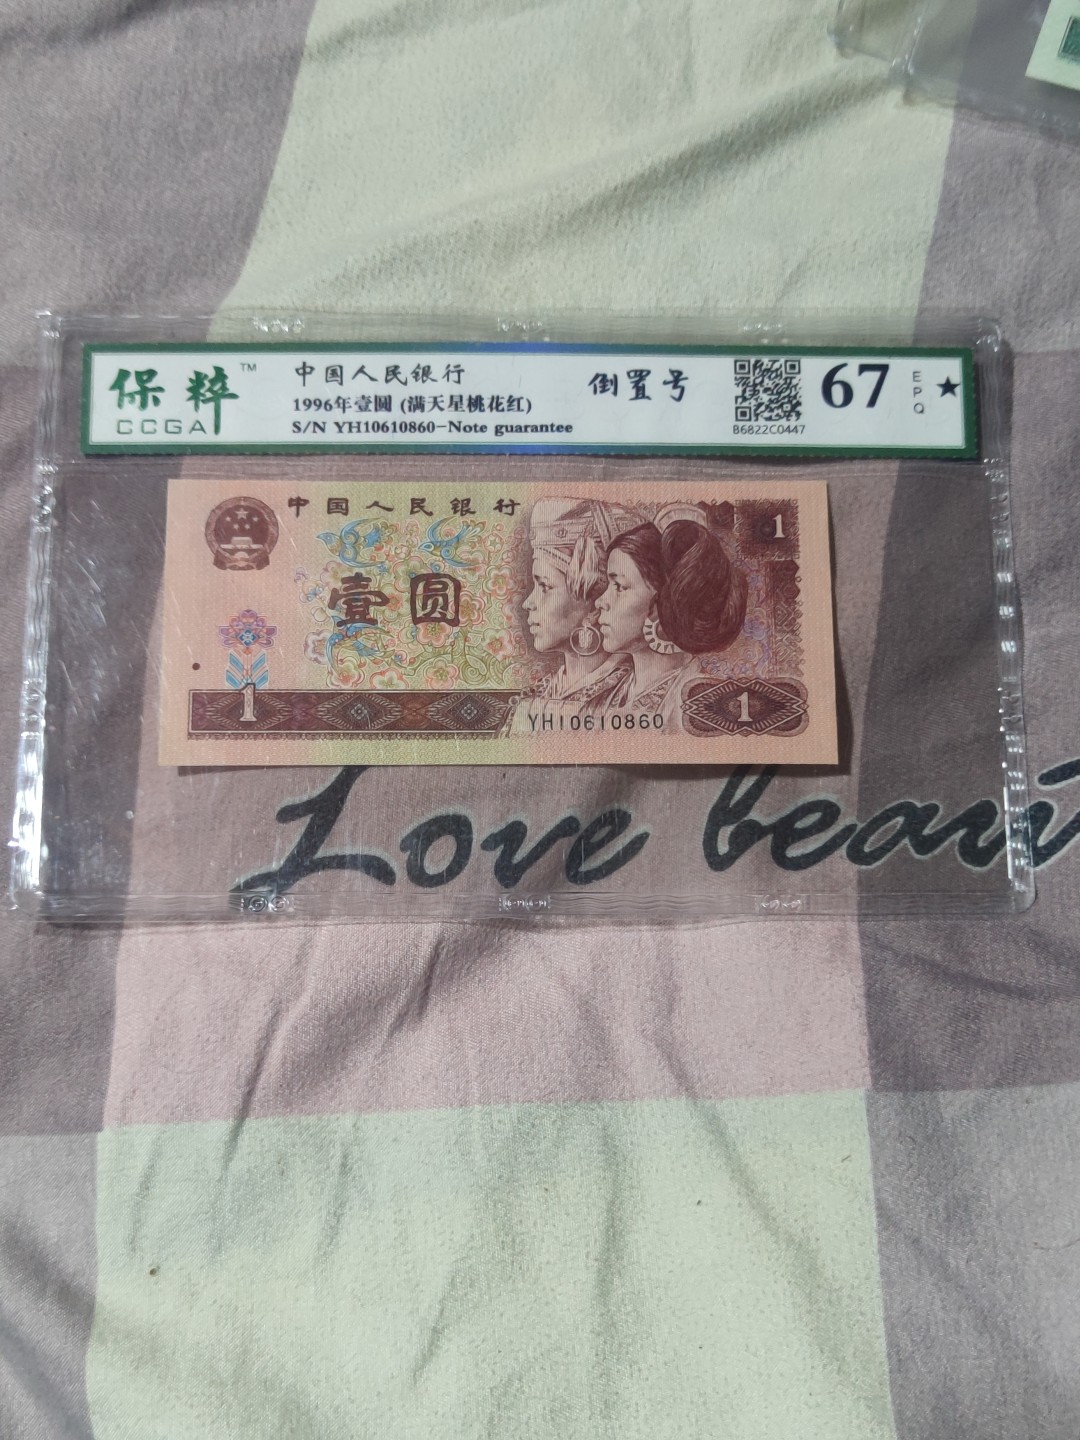 保粹™
CCGA
中国人民银行
1996年壹圆 (满天星桃花红)
S/N YH10610860-Note guarantee
倒置号
B6822C0447
67
EPQ
★
中国人民银行
1
壹圆
1
YH10610860
1
Love beau